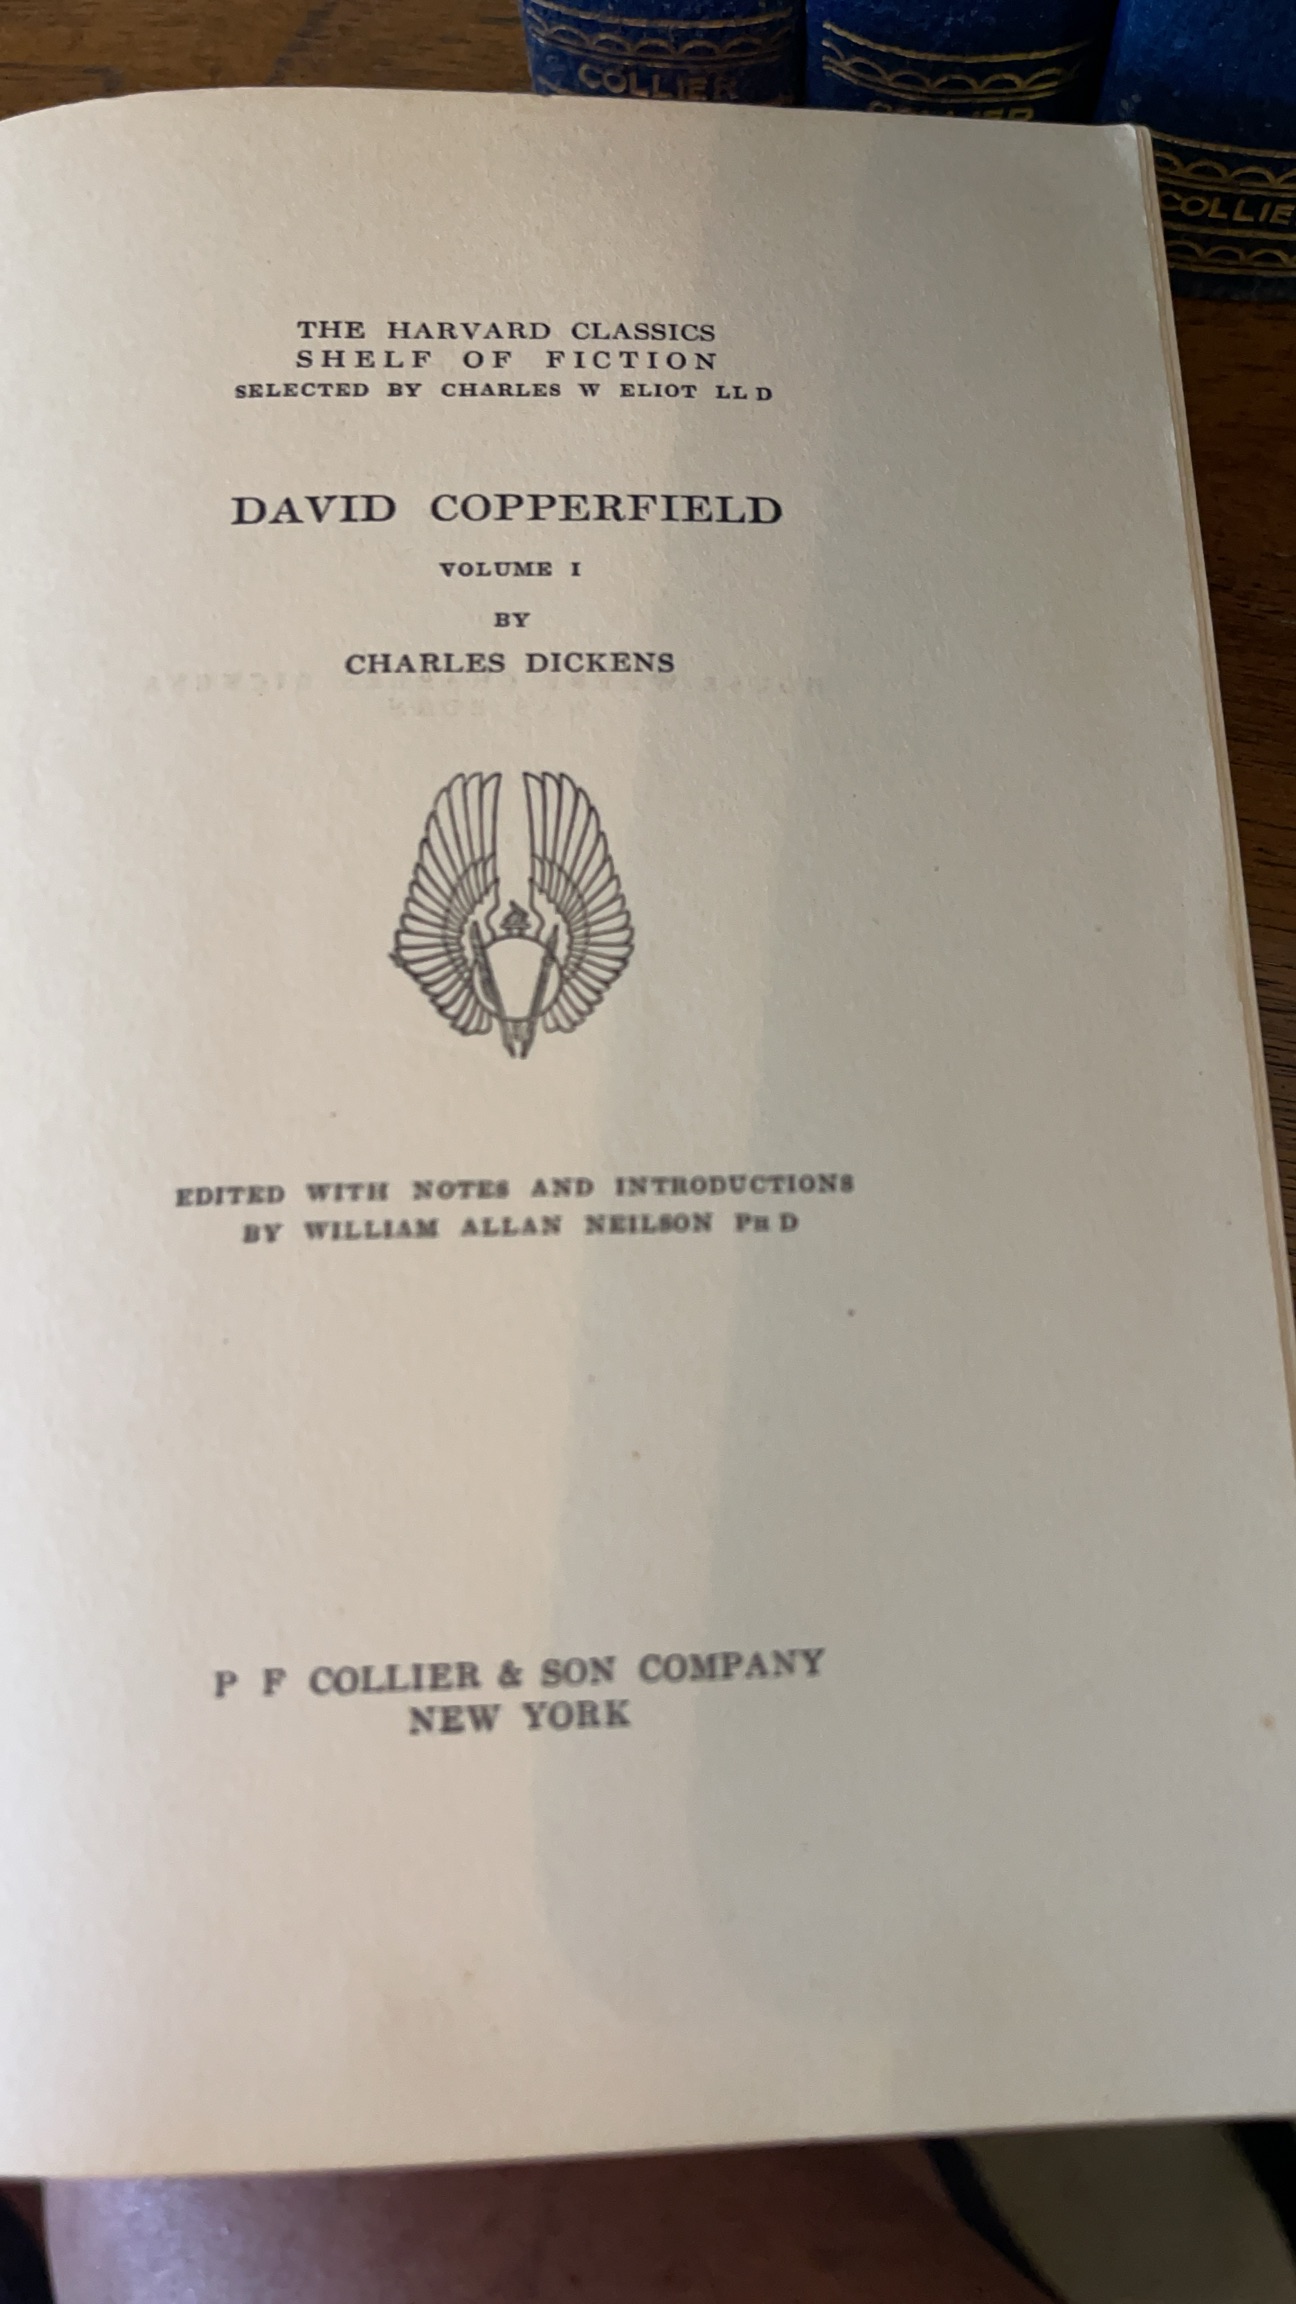 COLLIER
COLLIER
COLLIE
THE HARVARD CLASSICS
SHELF OF FICTION
SELECTED BY CHARLES W ELIOT LL D
DAVID COPPERFIELD
VOLUME I
BY
CHARLES DICKENS
EDITED WITH NOTES AND INTRODUCTIONS
BY WILLIAM ALLAN NEILSON PH D
P F COLLIER & SON COMPANY
NEW YORK